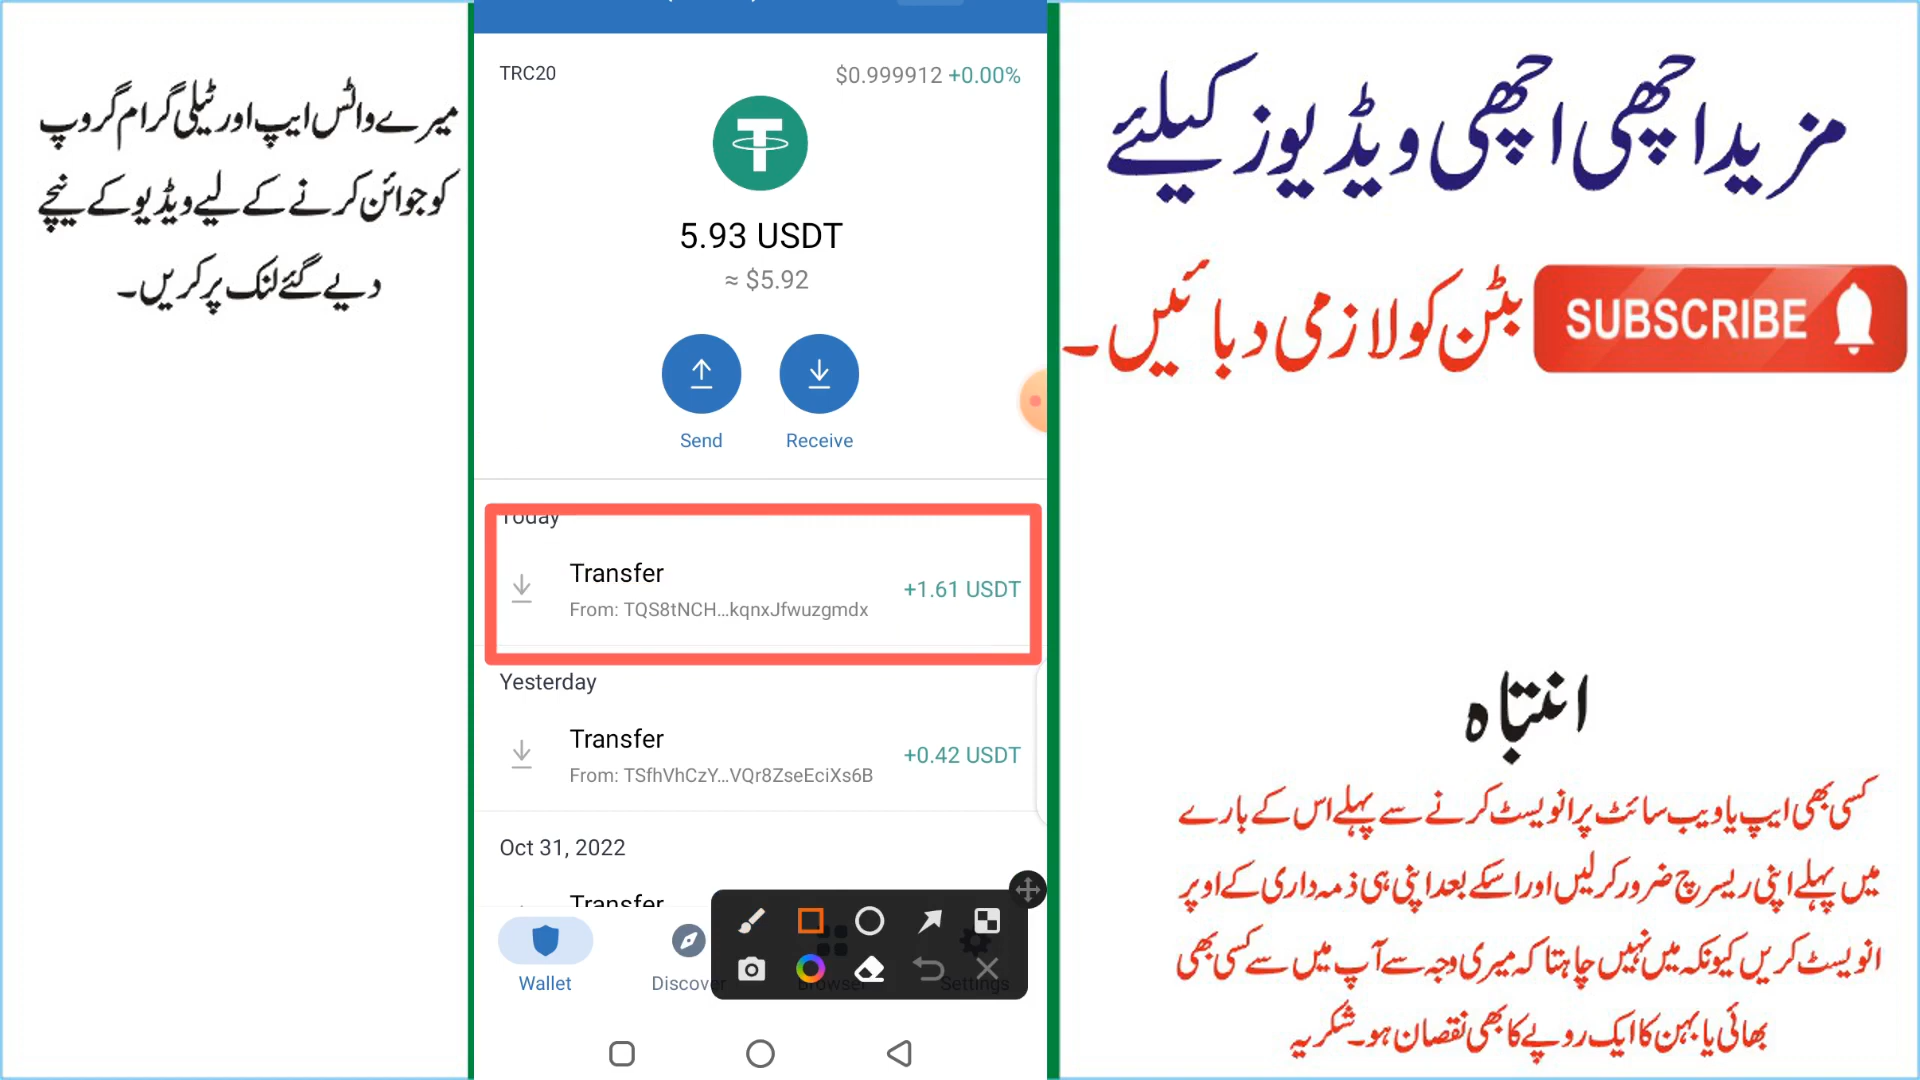 میرے واٹس ایپ اور ٹیلی گرام گروپ
کو جوائن کرنے کے لیے ویڈیو کے نیچے
دیے گئے لنک پر کریں۔
TRC20
$0.999912 +0.00%
5.93 USDT
≈ $5.92
Send
Receive
Today
Transfer
+1.61 USDT
From: TQS8tNCH...kqnxJfwuzgmdx
Yesterday
Transfer
+0.42 USDT
From: TSfhVhCzY...VQr8ZseEciXs6B
Oct 31, 2022
Transfer
Wallet
Discover
Browser
Settings
مزید اچھی اچھی ویڈیوز کیلئے
SUBSCRIBE بٹن کو لازمی دبائیں۔
انتباہ
کسی بھی ایپ یا ویب سائٹ پر انویسٹ کرنے سے پہلے اس کے بارے
میں پہلے اپنی ریسرچ ضرور کر لیں اور اسکے بعد اپنی ہی ذمہ داری کے اوپر
انویسٹ کریں کیونکہ میں نہیں چاہتا کہ میری وجہ سے آپ میں سے کسی بھی
بھائی یا بہن کا ایک روپے کا بھی نقصان ہو۔ شکریہ